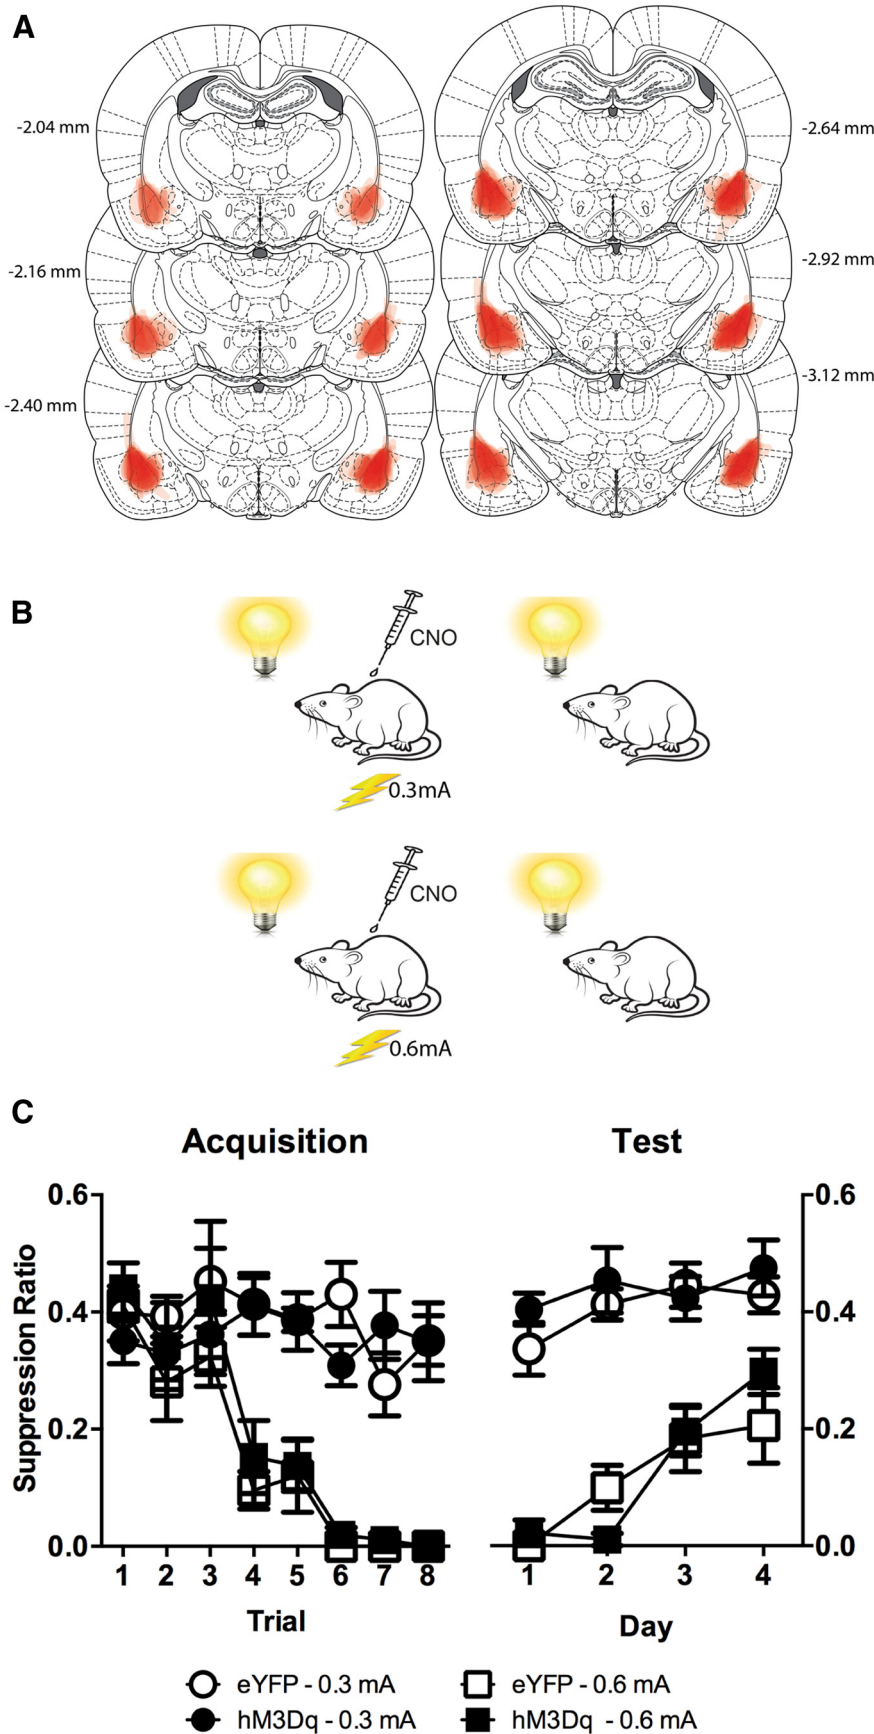 A
-2.04 mm
-2.16 mm
-2.40 mm
-2.64 mm
-2.92 mm
-3.12 mm
B
CNO
0.3mA
CNO
0.6mA
C
Acquisition
Test
Suppression Ratio
0.6
0.4
0.2
0.0
1 2 3 4 5 6 7 8
Trial
0.6
0.4
0.2
0.0
1 2 3 4
Day
eYFP - 0.3 mA
eYFP - 0.6 mA
hM3Dq - 0.3 mA
hM3Dq - 0.6 mA